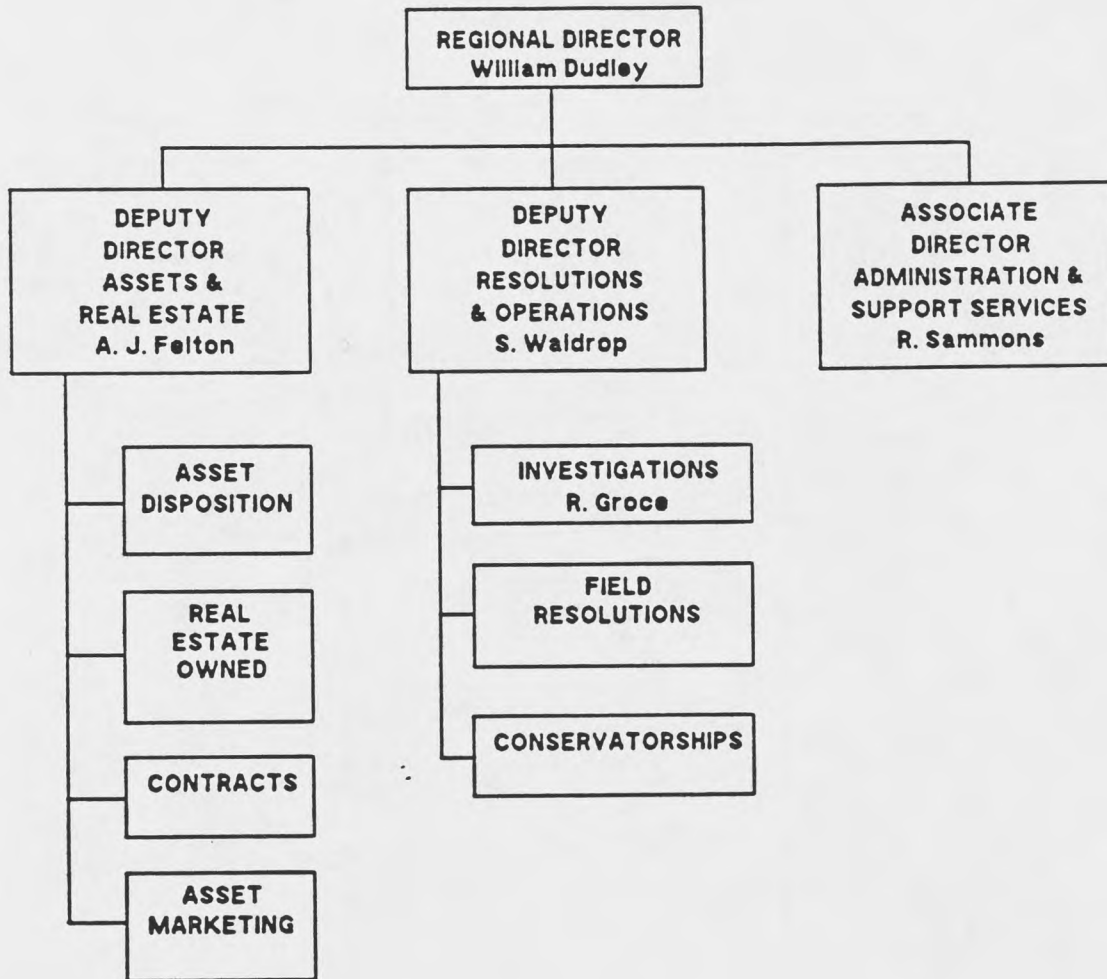 REGIONAL DIRECTOR
William Dudley
DEPUTY
DIRECTOR
ASSETS &
REAL ESTATE
A. J. Felton
DEPUTY
DIRECTOR
RESOLUTIONS
& OPERATIONS
S. Waldrop
ASSOCIATE
DIRECTOR
ADMINISTRATION &
SUPPORT SERVICES
R. Sammons
ASSET
DISPOSITION
REAL
ESTATE
OWNED
CONTRACTS
ASSET
MARKETING
INVESTIGATIONS
R. Groce
FIELD
RESOLUTIONS
CONSERVATORSHIPS